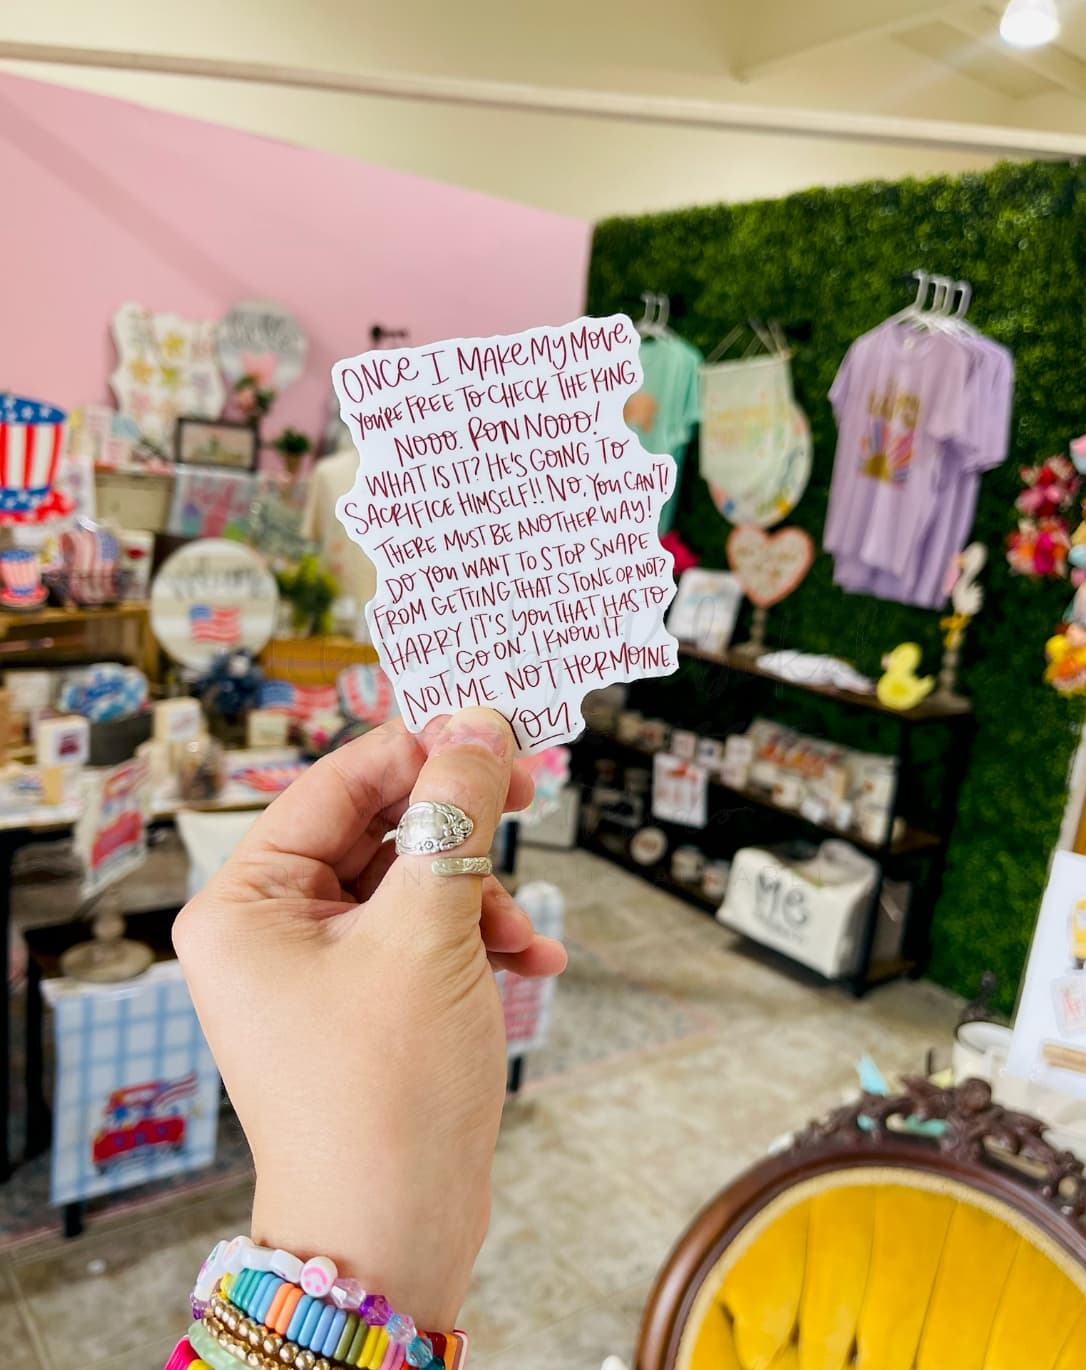 ONCE I MAKE MY MOVE,
YOU'RE FREE TO CHECK THE KING.
NOOO. RON NOOO!
WHAT IS IT? HE'S GOING TO
SACRIFICE HIMSELF!! NO, YOU CAN'T!
THERE MUST BE ANOTHER WAY!
DO YOU WANT TO STOP SNAPE
FROM GETTING THAT STONE OR NOT?
HARRY IT'S YOU THAT HAS TO
GO ON. I KNOW IT.
NOT ME. NOT HERMOINE.
YOU.
Welcome
ME